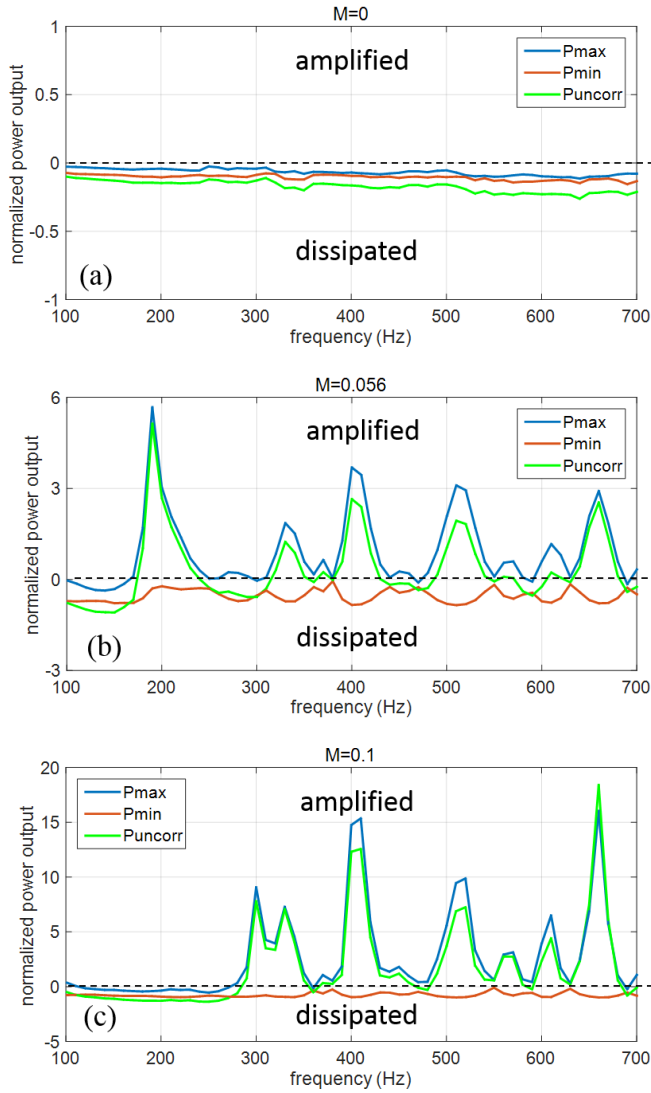 M=0
1
0.5
0
-0.5
-1
normalized power output
amplified
Pmax
Pmin
Puncorr
dissipated
(a)
100 200 300 400 500 600 700
frequency (Hz)
M=0.056
6
3
0
-3
normalized power output
amplified
Pmax
Pmin
Puncorr
dissipated
(b)
100 200 300 400 500 600 700
frequency (Hz)
M=0.1
20
15
10
5
0
-5
normalized power output
Pmax
Pmin
Puncorr
amplified
dissipated
(c)
100 200 300 400 500 600 700
frequency (Hz)